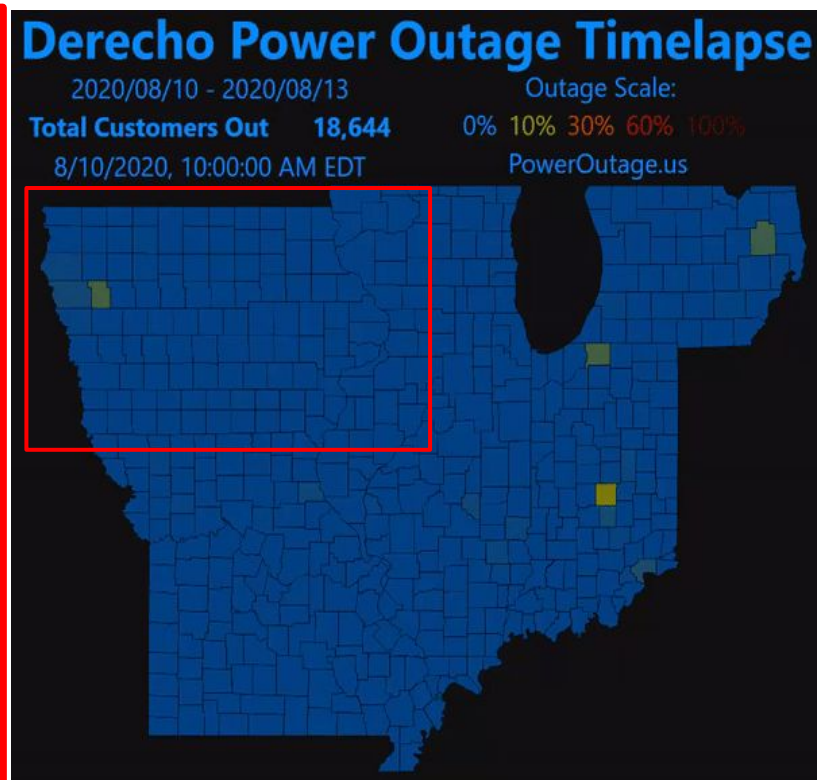 Derecho Power Outage Timelapse
2020/08/10 - 2020/08/13
Outage Scale:
Total Customers Out 18,644
0% 10% 30% 60% 100%
8/10/2020, 10:00:00 AM EDT
PowerOutage.us